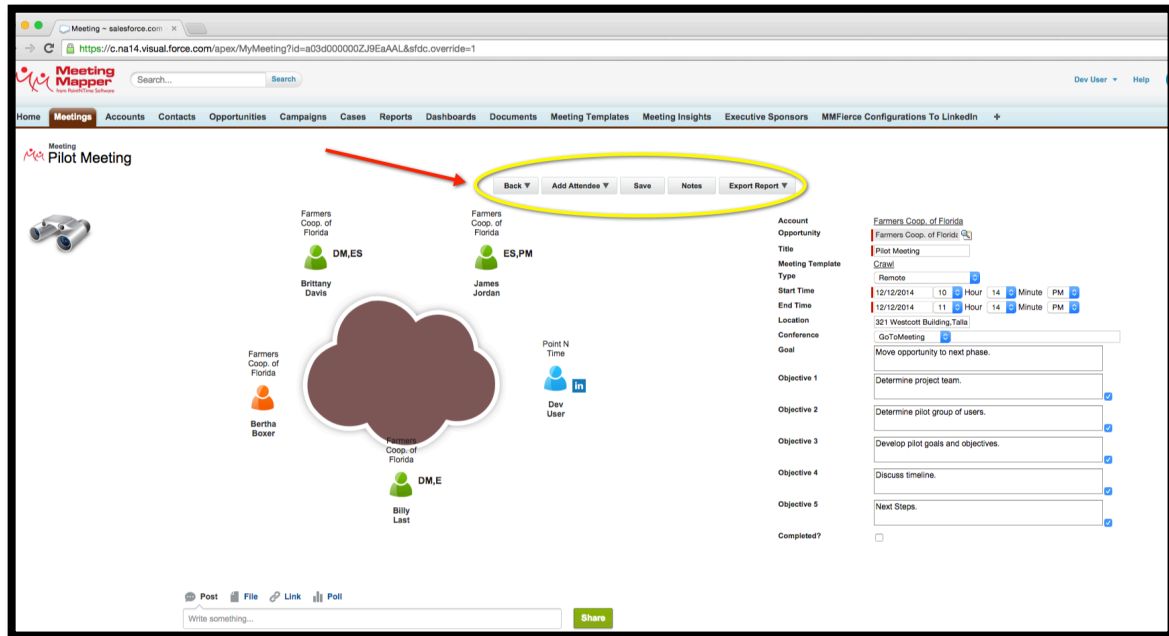 Meeting ~ salesforce.com
https://c.na14.visual.force.com/apex/MyMeeting?id=a03d000000ZJ9EaAAL&sfdc.override=1
Meeting
Mapper
from PointNTime Software
Search...
Search
Dev User
Help
Home Meetings Accounts Contacts Opportunities Campaigns Cases Reports Dashboards Documents Meeting Templates Meeting Insights Executive Sponsors MMFierce Configurations To LinkedIn +
Meeting
Pilot Meeting
Back ▼ Add Attendee ▼ Save Notes Export Report ▼
Farmers
Coop. of
Florida
DM,ES
Brittany
Davis
Farmers
Coop. of
Florida
ES,PM
James
Jordan
Farmers
Coop. of
Florida
Bertha
Boxer
Point N
Time
in
Dev
User
Farmers
Coop. of
Florida
DM,E
Billy
Last
Account Farmers Coop. of Florida
Opportunity Farmers Coop. of Florida
Title Pilot Meeting
Meeting Template Crawl
Type Remote
Start Time 12/12/2014 10 Hour 14 Minute PM
End Time 12/12/2014 11 Hour 14 Minute PM
Location 321 Westcott Building,Talla
Conference GoToMeeting
Goal Move opportunity to next phase.
Objective 1 Determine project team.
Objective 2 Determine pilot group of users.
Objective 3 Develop pilot goals and objectives.
Objective 4 Discuss timeline.
Objective 5 Next Steps.
Completed?
Post File Link Poll
Write something...
Share